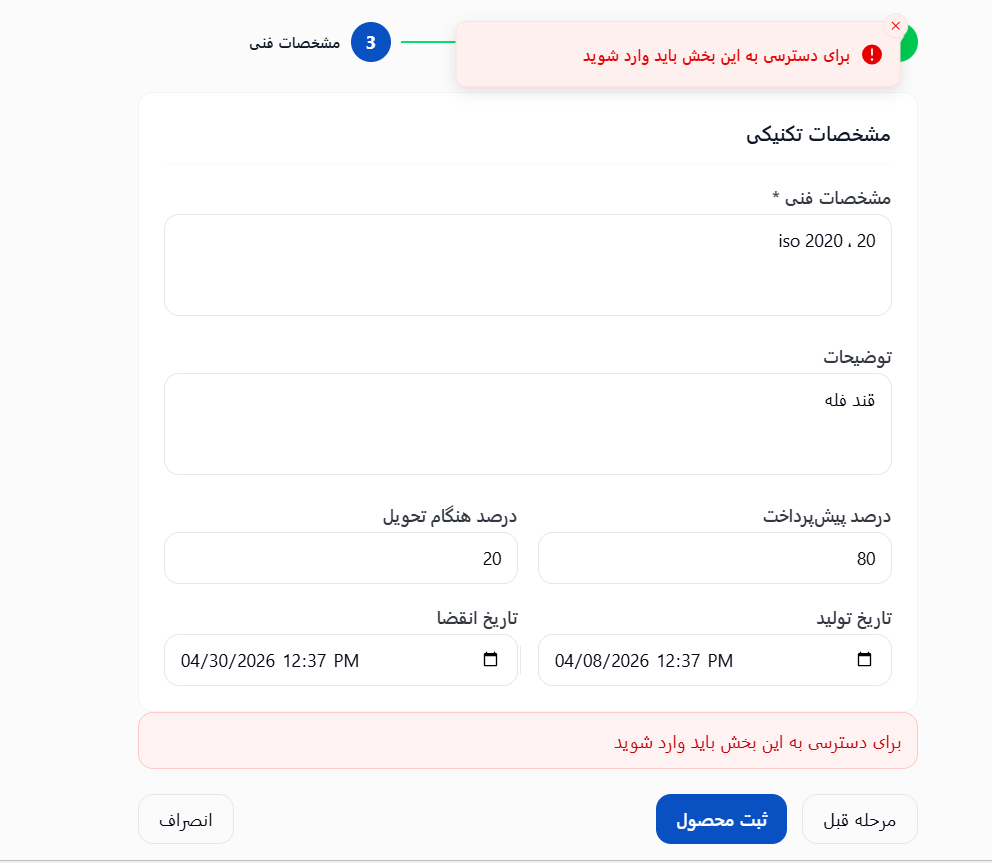 برای دسترسی به این بخش باید وارد شوید
3 مشخصات فنی
مشخصات تکنیکی
مشخصات فنی *
iso 2020 ، 20
توضیحات
قند فله
درصد پیش‌پرداخت
80
درصد هنگام تحویل
20
تاریخ تولید
04/08/2026 12:37 PM
تاریخ انقضا
04/30/2026 12:37 PM
برای دسترسی به این بخش باید وارد شوید
مرحله قبل
ثبت محصول
انصراف